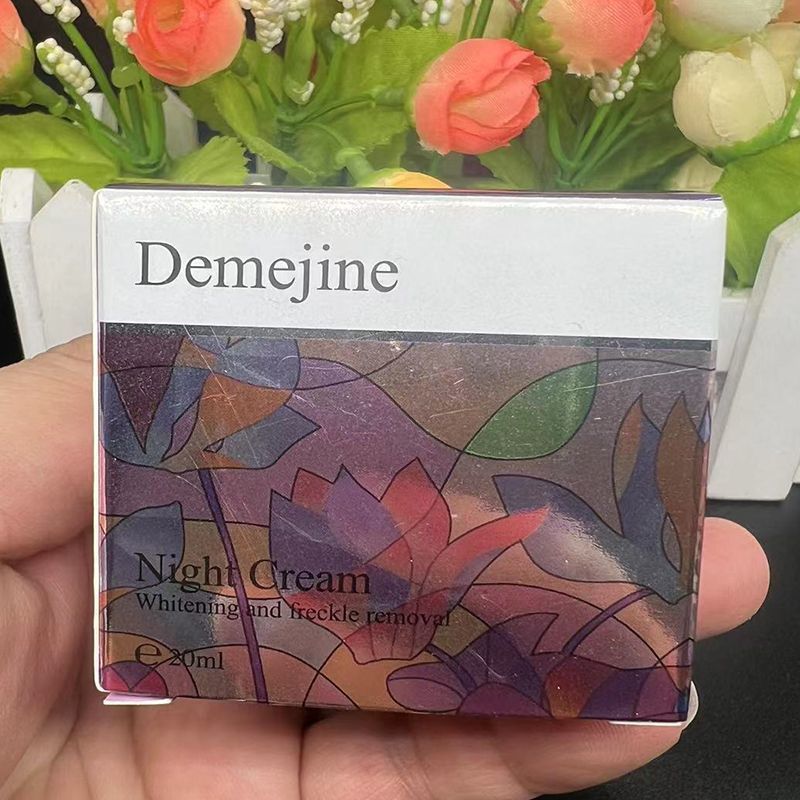 Demejine
Night Cream
Whitening and freckle removal
e 20ml